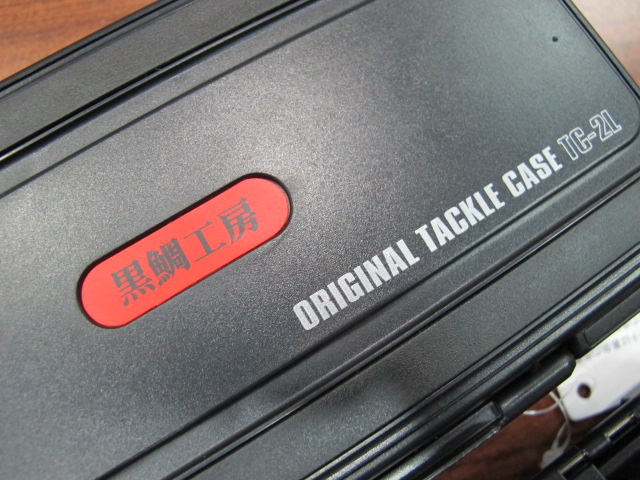 黒鯛工房
ORIGINAL TACKLE CASE TC-2L